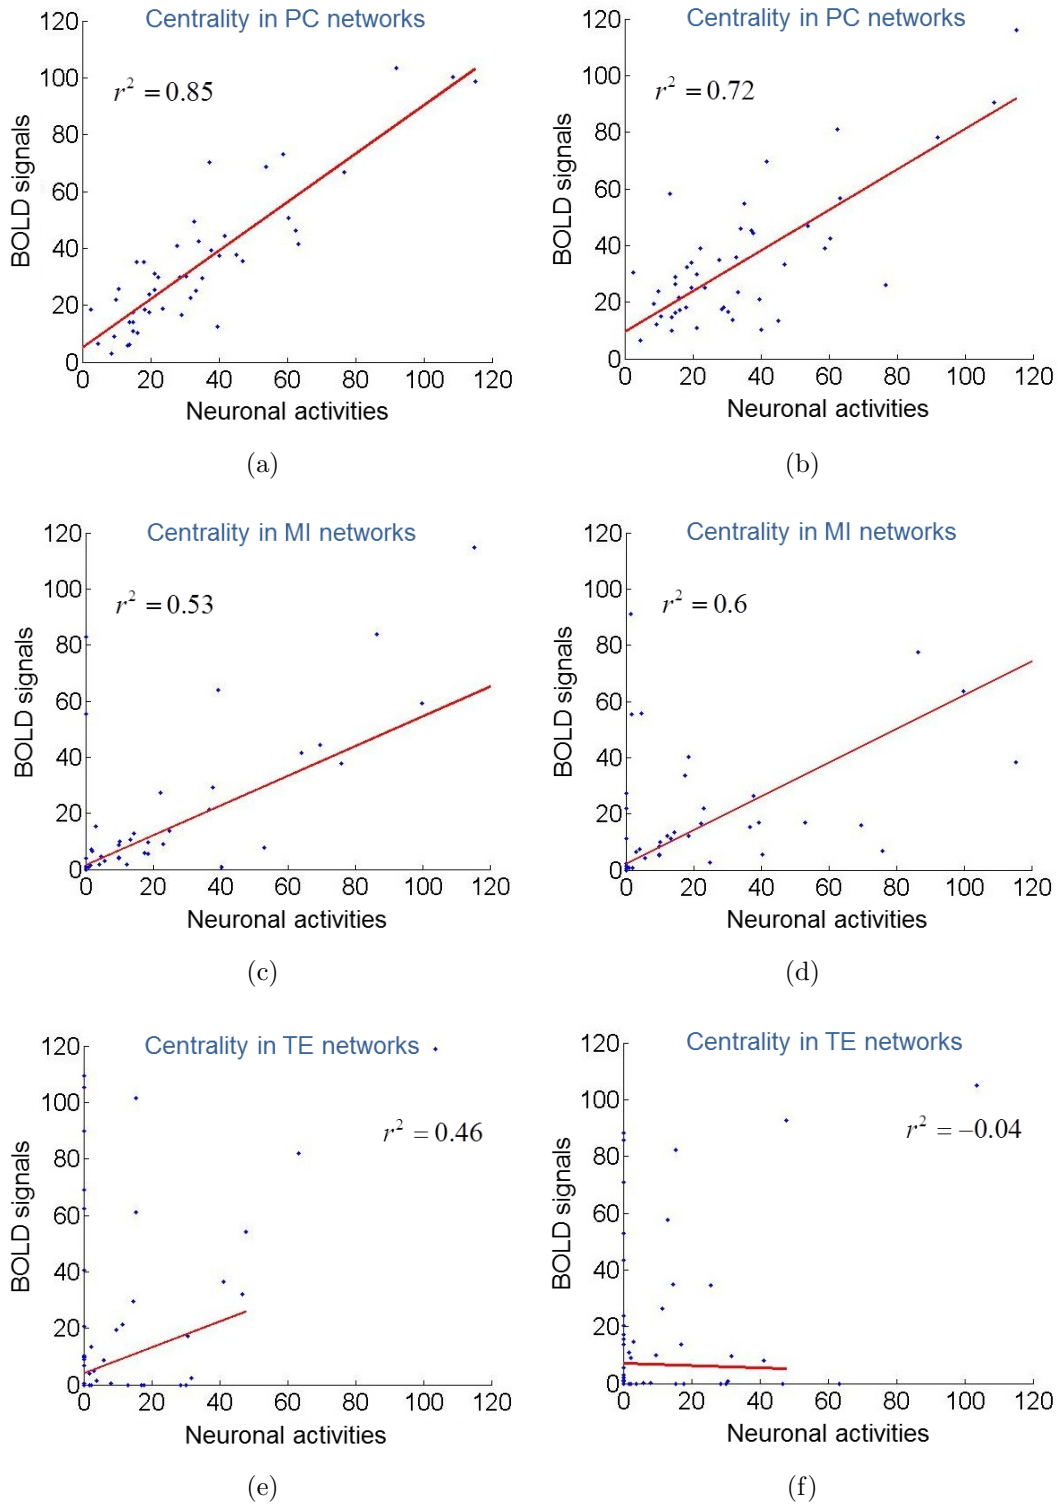 Centrality in PC networks
r² = 0.85
BOLD signals
120
100
80
60
40
20
0
0 20 40 60 80 100 120
Neuronal activities
(a)
Centrality in PC networks
r² = 0.72
BOLD signals
120
100
80
60
40
20
0
0 20 40 60 80 100 120
Neuronal activities
(b)
Centrality in MI networks
r² = 0.53
BOLD signals
120
100
80
60
40
20
0
0 20 40 60 80 100 120
Neuronal activities
(c)
Centrality in MI networks
r² = 0.6
BOLD signals
120
100
80
60
40
20
0
0 20 40 60 80 100 120
Neuronal activities
(d)
Centrality in TE networks
r² = 0.46
BOLD signals
120
100
80
60
40
20
0
0 20 40 60 80 100 120
Neuronal activities
(e)
Centrality in TE networks
r² = −0.04
BOLD signals
120
100
80
60
40
20
0
0 20 40 60 80 100 120
Neuronal activities
(f)